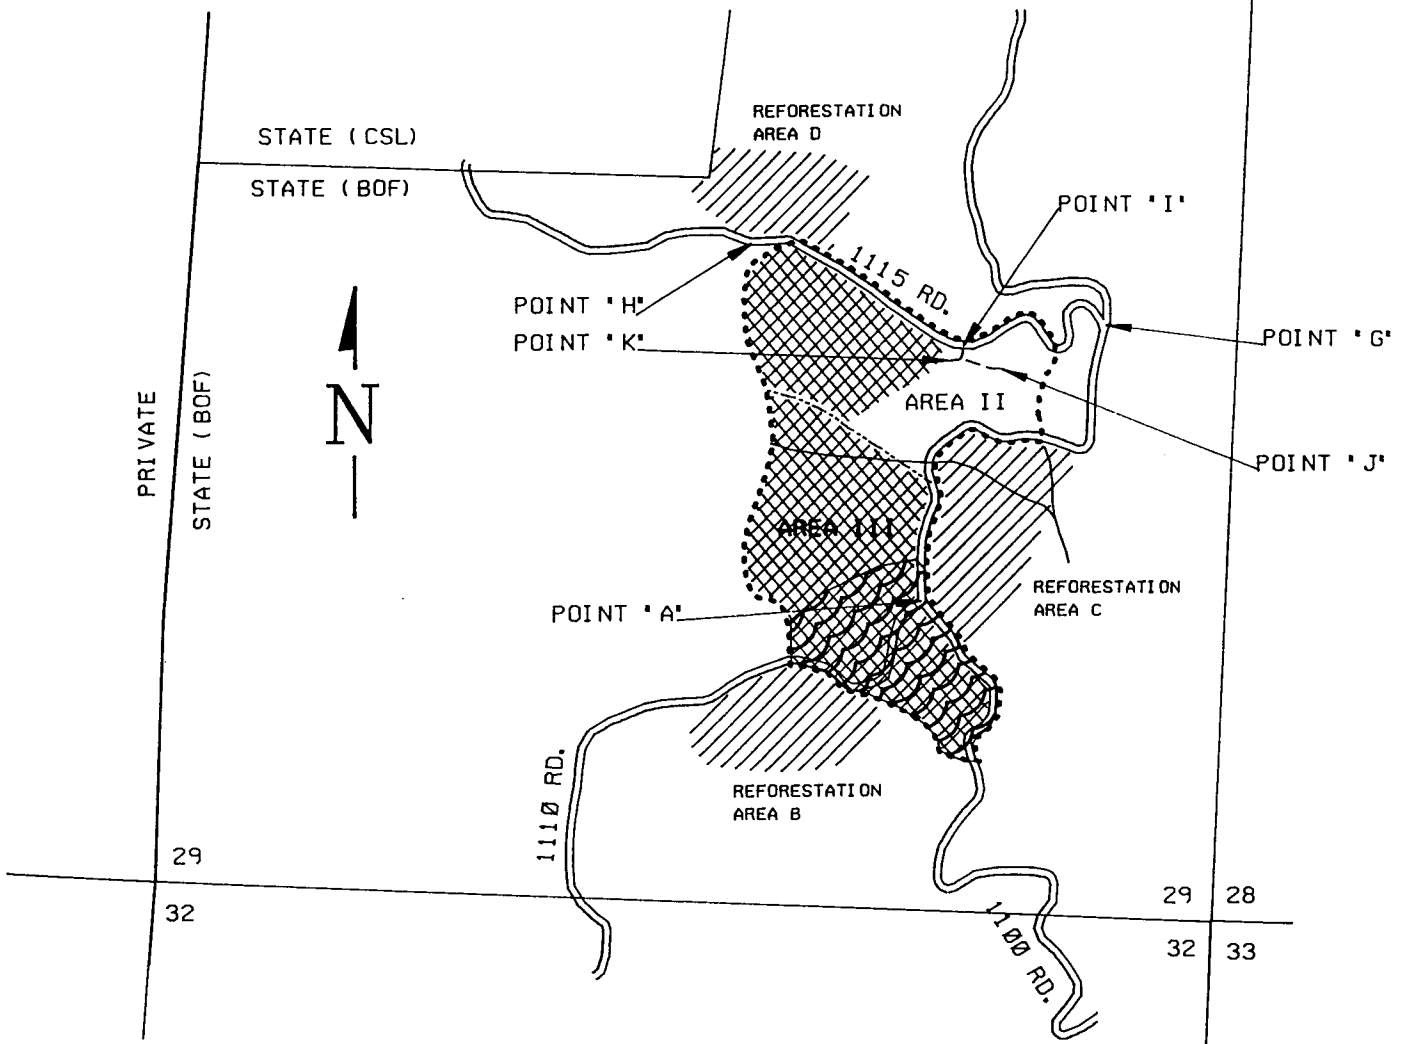 REFORESTATION
AREA D
STATE (CSL)
STATE (BOF)
POINT "I"
1115 RD.
POINT "H"
POINT "K"
POINT "G"
N
AREA II
PRIVATE
STATE (BOF)
POINT "J"
AREA III
REFORESTATION
AREA C
POINT "A"
1110 RD.
REFORESTATION
AREA B
29
32
29 28
32 33
1100 RD.